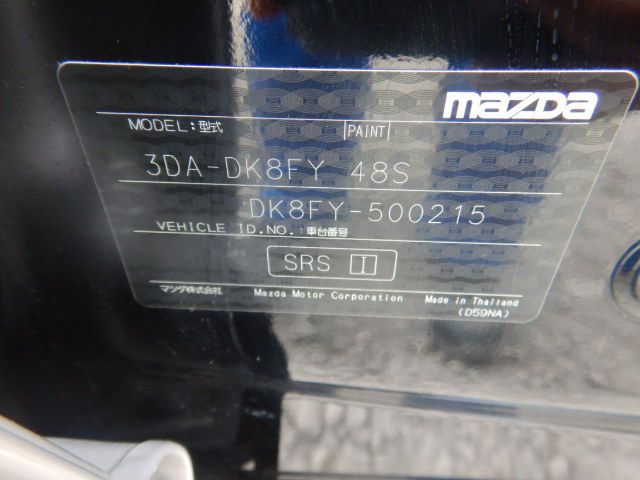 mazda
MODEL:型式 PAINT
3DA-DK8FY 48S
DK8FY-500215
VEHICLE ID.NO.:車台番号
SRS I
マツダ株式会社 Mazda Motor Corporation Made in Thailand
(D59NA)